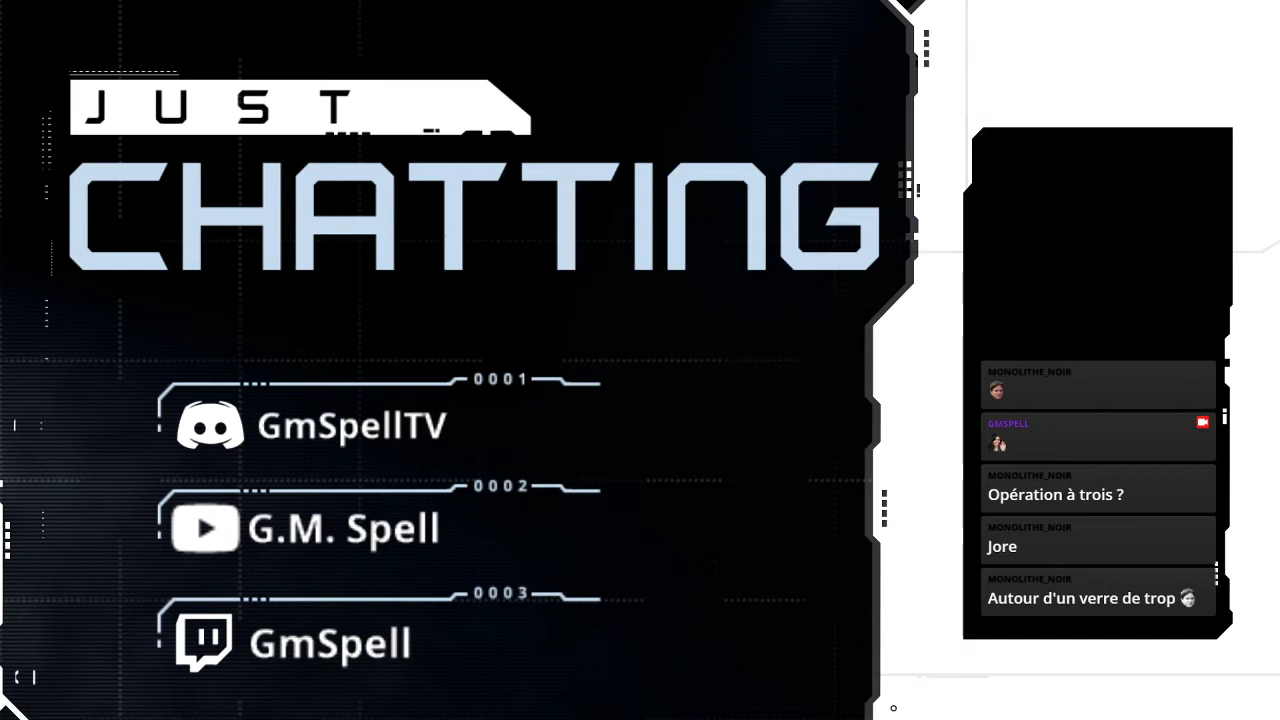 JUST
CHATTING
0001
GmSpellTV
0002
G.M. Spell
0003
GmSpell
MONOLITHE_NOIR
GMSPELL
MONOLITHE_NOIR
Opération à trois ?
MONOLITHE_NOIR
Jore
MONOLITHE_NOIR
Autour d'un verre de trop